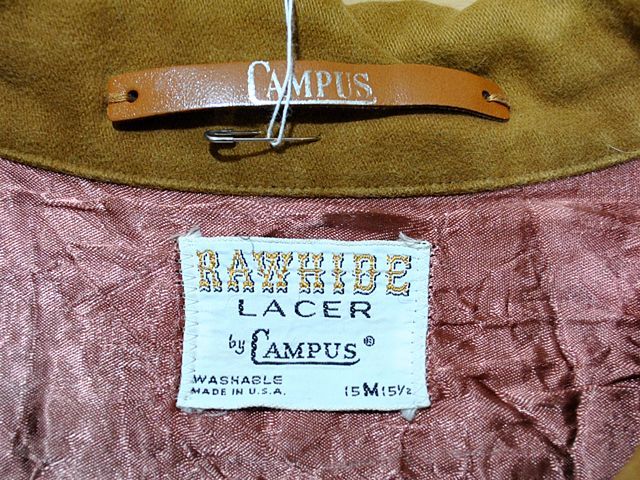 CAMPUS
RAWHIDE
LACER
by CAMPUS®
WASHABLE
MADE IN U.S.A. 15 M 15½